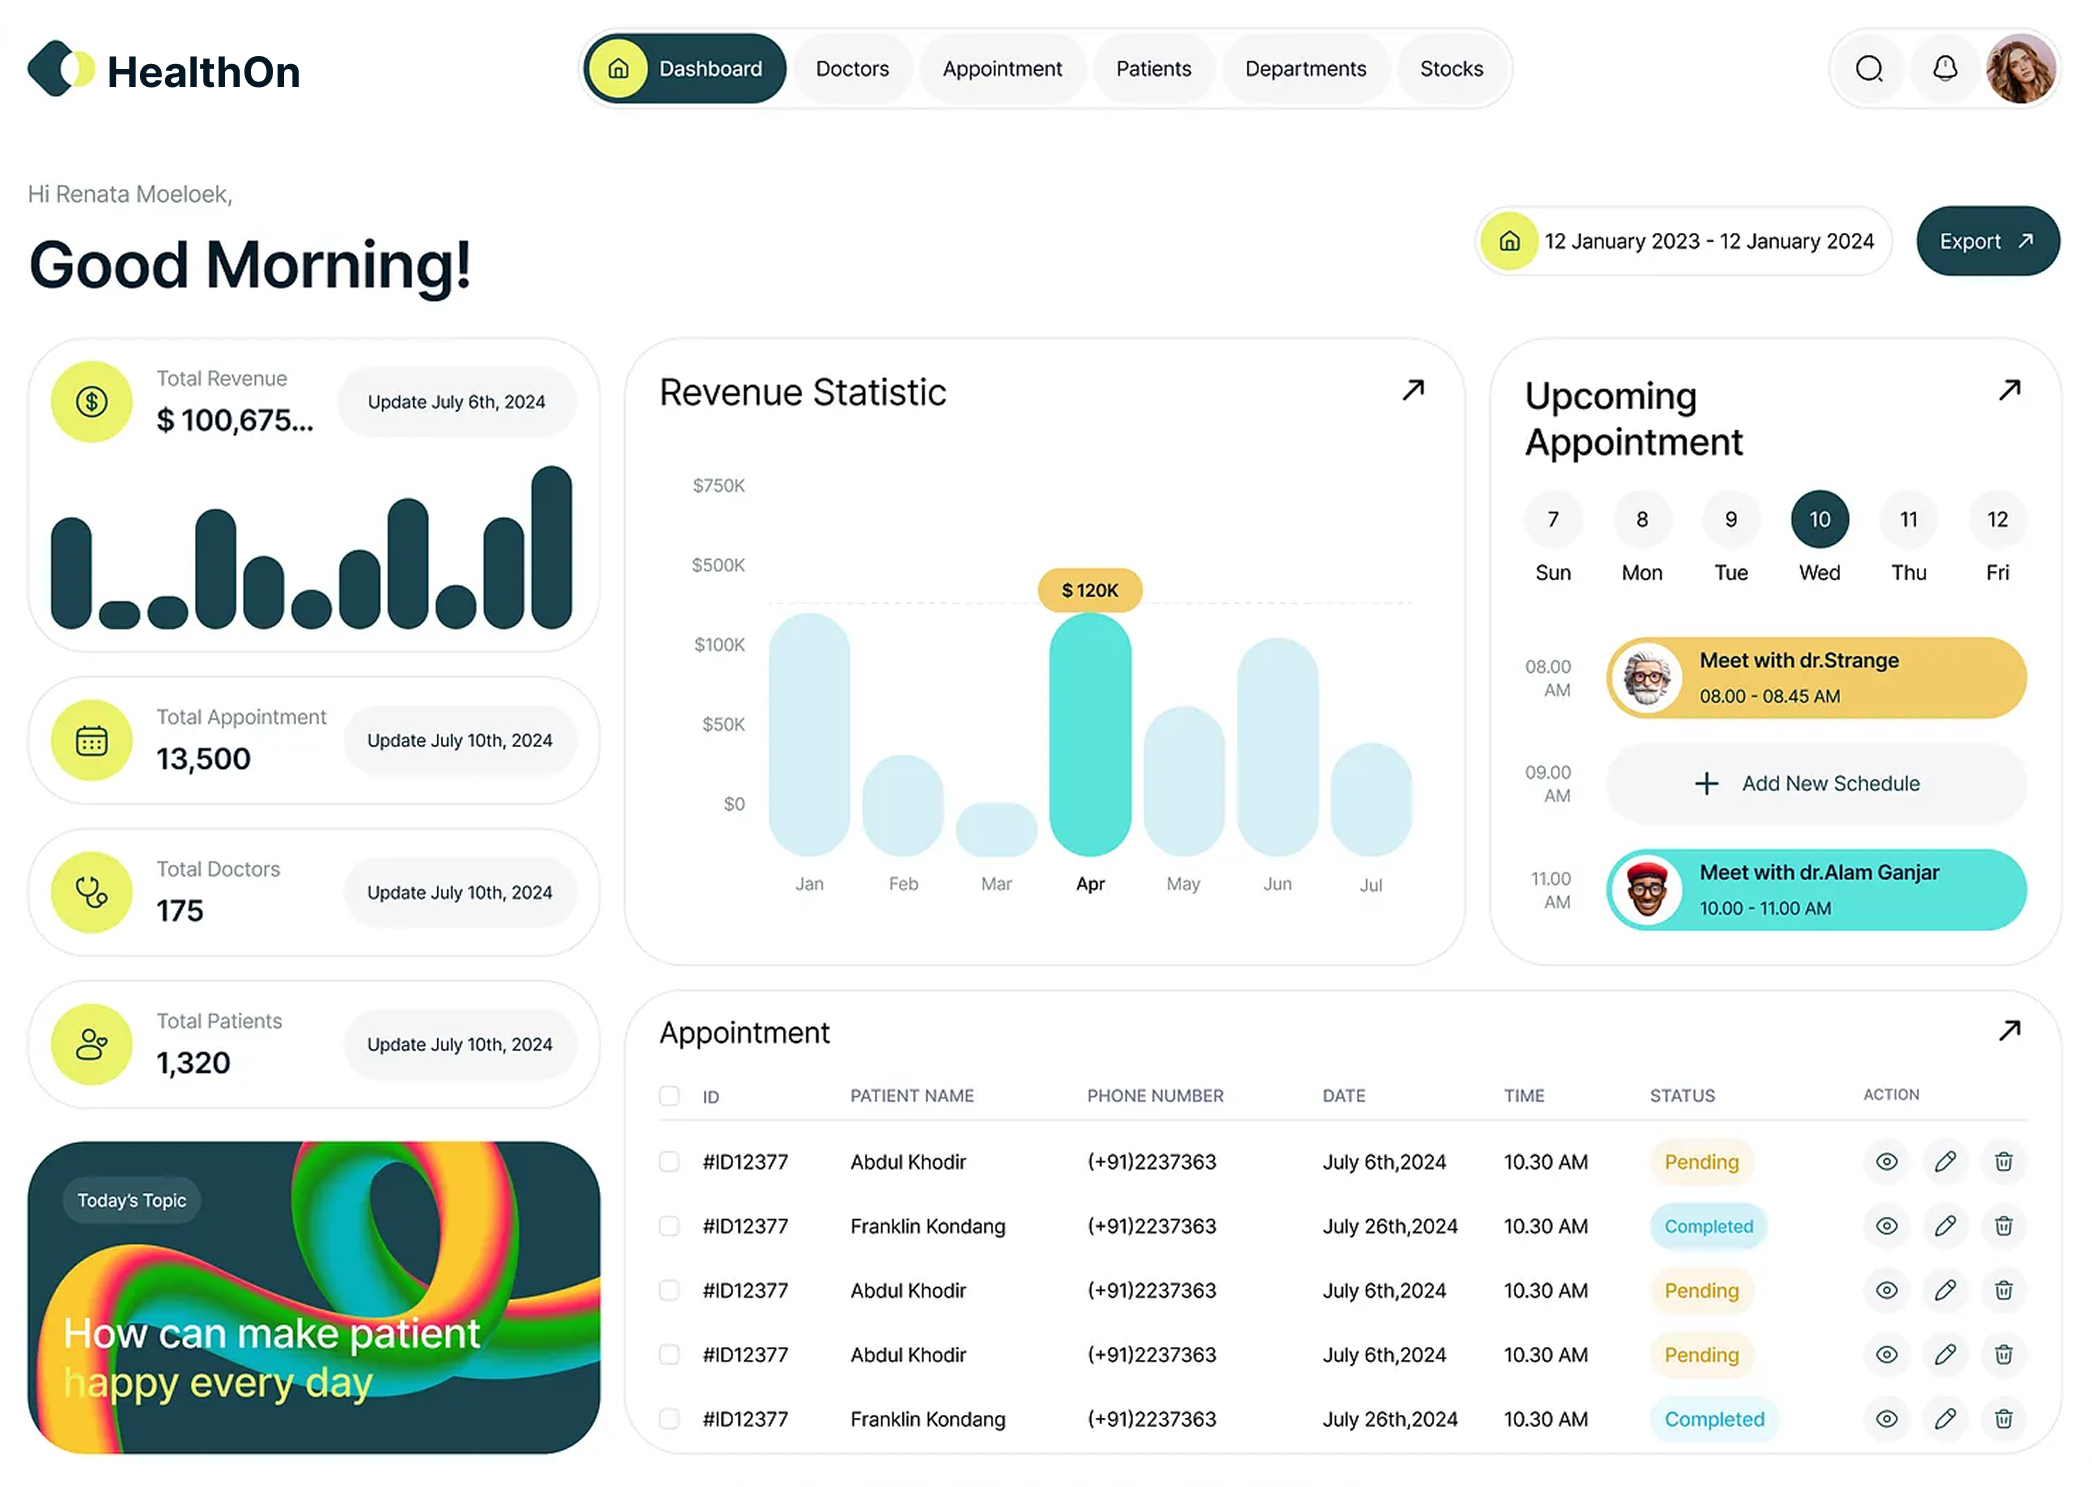 HealthOn
Dashboard
Doctors
Appointment
Patients
Departments
Stocks
Hi Renata Moeloek,
Good Morning!
12 January 2023 - 12 January 2024
Export
Total Revenue
$ 100,675...
Update July 6th, 2024
Total Appointment
13,500
Update July 10th, 2024
Total Doctors
175
Update July 10th, 2024
Total Patients
1,320
Update July 10th, 2024
Today's Topic
How can make patient
happy every day
Revenue Statistic
$750K
$500K
$100K
$50K
$0
$ 120K
Jan
Feb
Mar
Apr
May
Jun
Jul
Upcoming
Appointment
7
8
9
10
11
12
Sun
Mon
Tue
Wed
Thu
Fri
08.00
AM
Meet with dr.Strange
08.00 - 08.45 AM
09.00
AM
Add New Schedule
11.00
AM
Meet with dr.Alam Ganjar
10.00 - 11.00 AM
Appointment
ID PATIENT NAME PHONE NUMBER DATE TIME STATUS ACTION
#ID12377 Abdul Khodir (+91)2237363 July 6th,2024 10.30 AM Pending
#ID12377 Franklin Kondang (+91)2237363 July 26th,2024 10.30 AM Completed
#ID12377 Abdul Khodir (+91)2237363 July 6th,2024 10.30 AM Pending
#ID12377 Abdul Khodir (+91)2237363 July 6th,2024 10.30 AM Pending
#ID12377 Franklin Kondang (+91)2237363 July 26th,2024 10.30 AM Completed